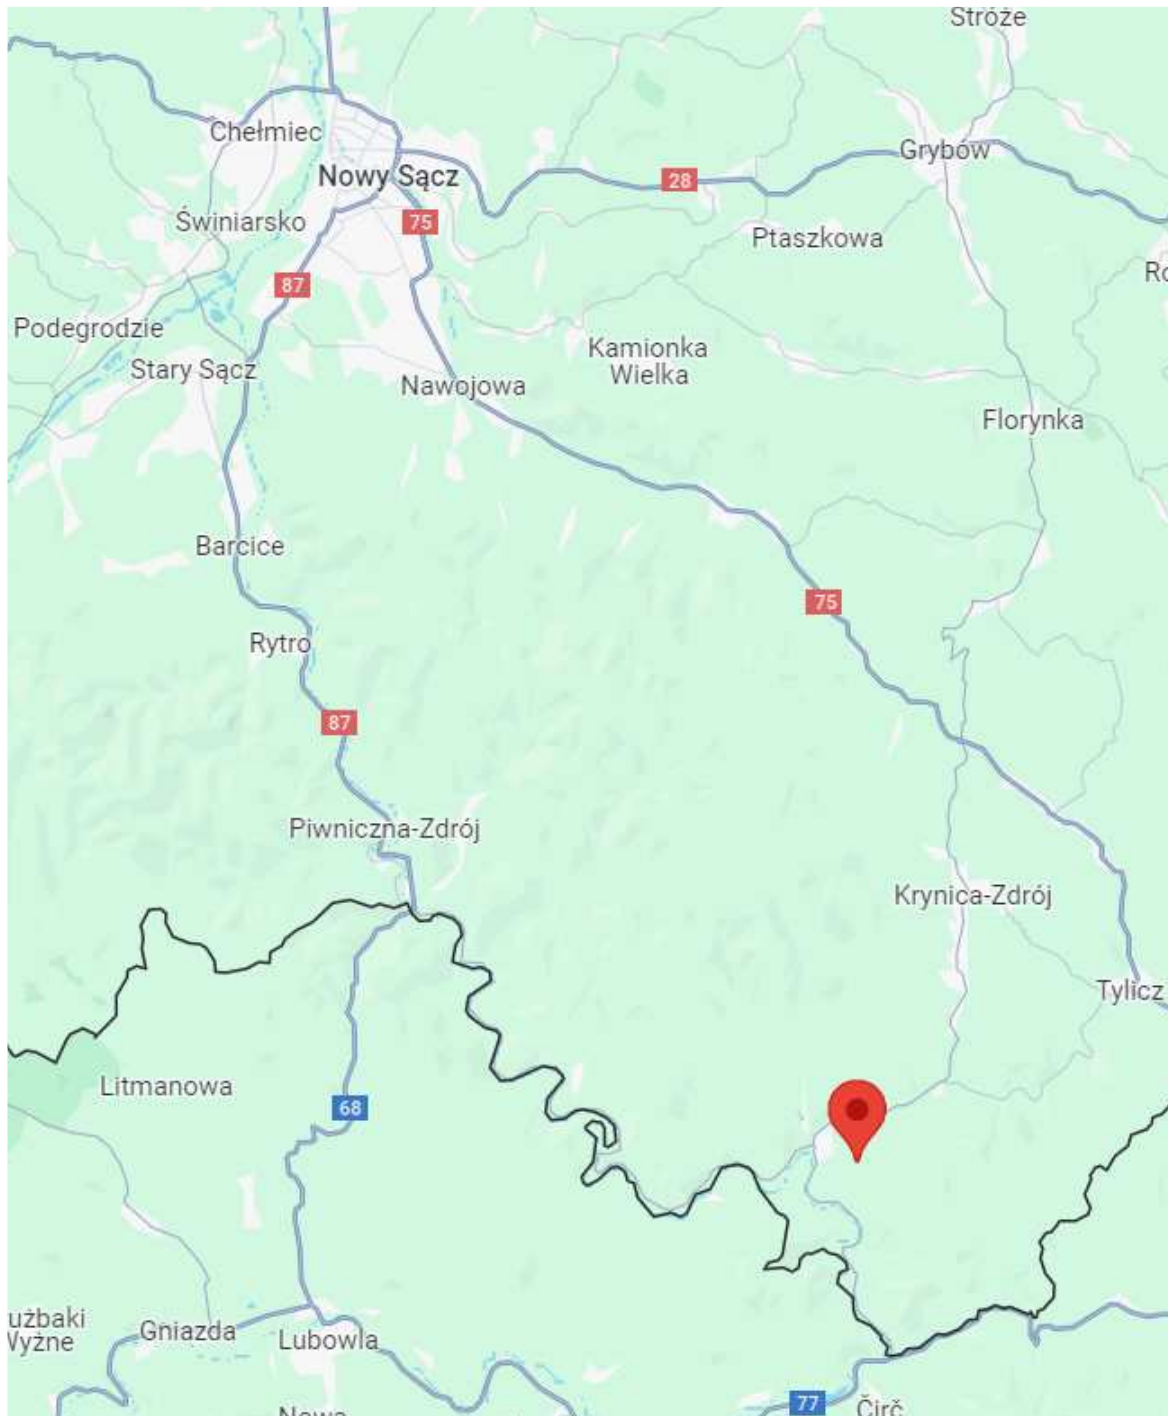 Stróże
Chełmiec
Grybów
Nowy Sącz
28
Świniarsko
75
Ptaszkowa
87
Podegrodzie
Kamionka
Wielka
Stary Sącz
Nawojowa
Florynka
Barcice
75
Rytro
87
Piwniczna-Zdrój
Krynica-Zdrój
Tylicz
Litmanowa
68
Gniazda
Lubowla
77
Čirč